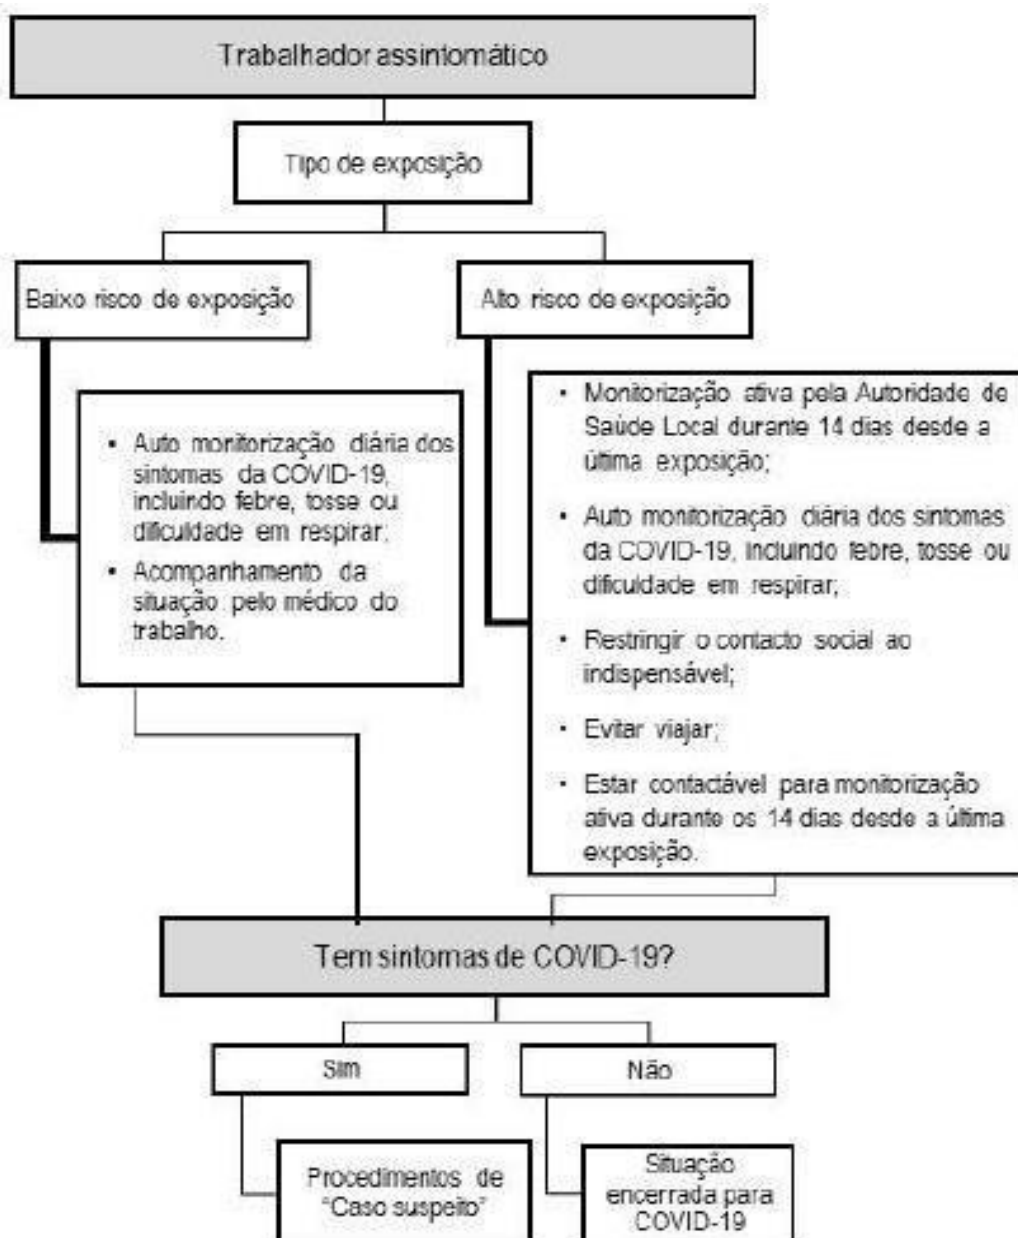 Trabalhador assintomático
Tipo de exposição
Baixo risco de exposição
Alto risco de exposição
• Auto monitorização diária dos
sintomas da COVID-19,
incluindo febre, tosse ou
dificuldade em respirar;
• Acompanhamento da
situação pelo médico do
trabalho.
• Monitorização ativa pela Autoridade de
Saúde Local durante 14 dias desde a
última exposição;
• Auto monitorização diária dos sintomas
da COVID-19, incluindo febre, tosse ou
dificuldade em respirar;
• Restringir o contacto social ao
indispensável;
• Evitar viajar;
• Estar contactável para monitorização
ativa durante os 14 dias desde a última
exposição.
Tem sintomas de COVID-19?
Sim
Não
Procedimentos de
"Caso suspeito"
Situação
encerrada para
COVID-19